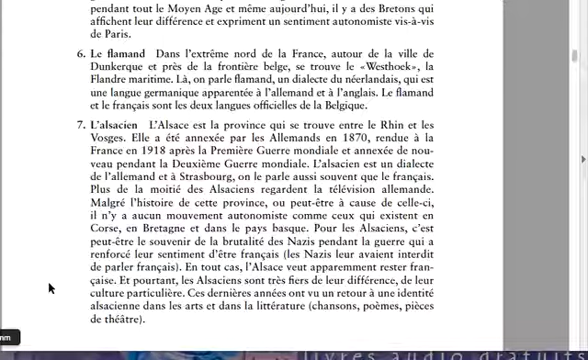 pendant tout le Moyen Age et même aujourd'hui, il y a des Bretons qui
affichent leur différence et expriment un sentiment autonomiste vis-à-vis
de Paris.
6. Le flamand Dans l'extrême nord de la France, autour de la ville de
Dunkerque et près de la frontière belge, se trouve le «Westhoek», la
Flandre maritime. Là, on parle flamand, un dialecte du néerlandais, qui est
une langue germanique apparentée à l'allemand et à l'anglais. Le flamand
et le français sont les deux langues officielles de la Belgique.
7. L'alsacien L'Alsace est la province qui se trouve entre le Rhin et les
Vosges. Elle a été annexée par les Allemands en 1870, rendue à la
France en 1918 après la Première Guerre mondiale et annexée de nou-
veau pendant la Deuxième Guerre mondiale. L'alsacien est un dialecte
de l'allemand et à Strasbourg, on le parle aussi souvent que le français.
Plus de la moitié des Alsaciens regardent la télévision allemande.
Malgré l'histoire de cette province, ou peut-être à cause de celle-ci,
il n'y a aucun mouvement autonomiste comme ceux qui existent en
Corse, en Bretagne et dans le pays basque. Pour les Alsaciens, c'est
peut-être le souvenir de la brutalité des Nazis pendant la guerre qui a
renforcé leur sentiment d'être français (les Nazis leur avaient interdit
de parler français). En tout cas, l'Alsace veut apparemment rester fran-
çaise. Et pourtant, les Alsaciens sont très fiers de leur différence, de leur
culture particulière. Ces dernières années ont vu un retour à une identité
alsacienne dans les arts et dans la littérature (chansons, poèmes, pièces
de théâtre).
mm
livres audio gratuits